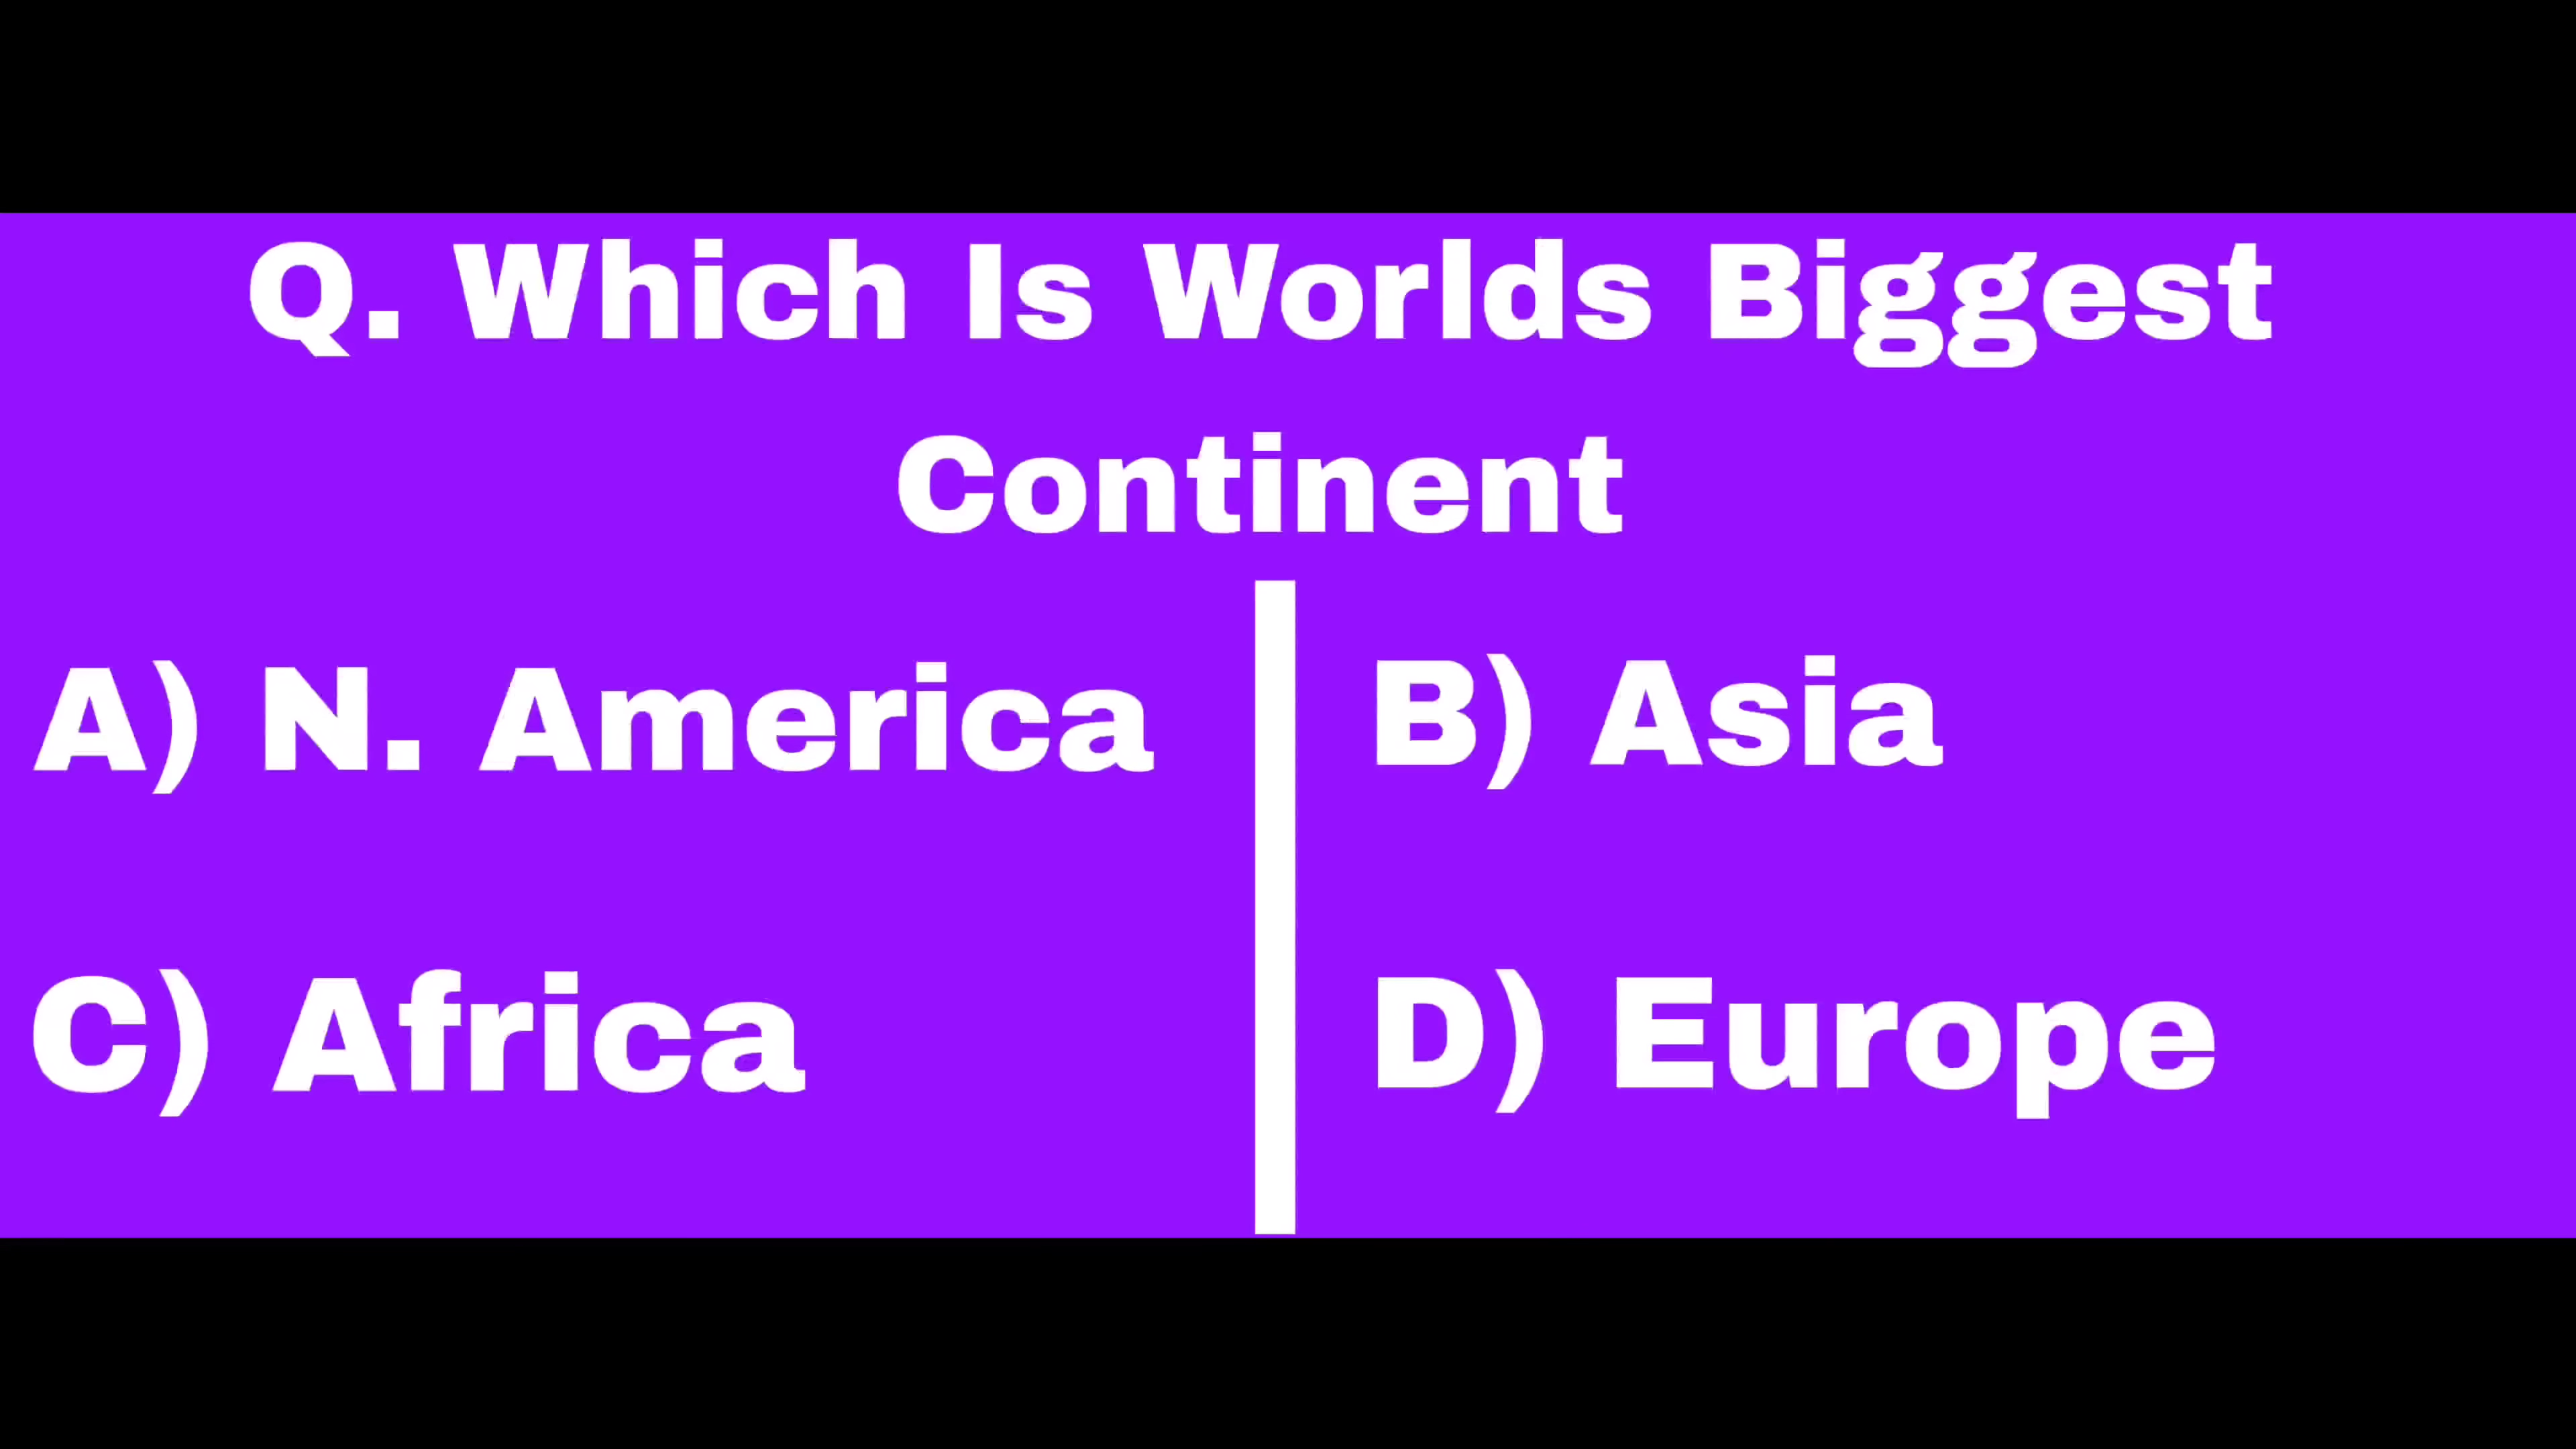 Q. Which Is Worlds Biggest
Continent
A) N. America
B) Asia
C) Africa
D) Europe